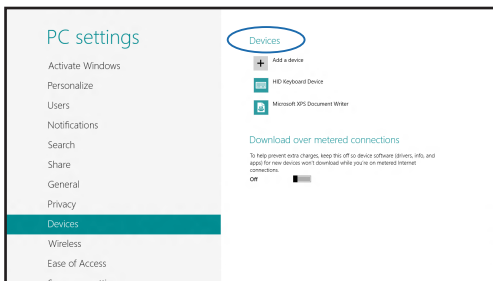 PC settings
Activate Windows
Personalize
Users
Notifications
Search
Share
General
Privacy
Devices
Wireless
Ease of Access
Devices
Add a device
HID Keyboard Device
Microsoft XPS Document Writer
Download over metered connections
To help prevent extra charges, keep this off so device software (drivers, info, and
apps) for new devices won't download while you're on metered Internet
connections.
Off